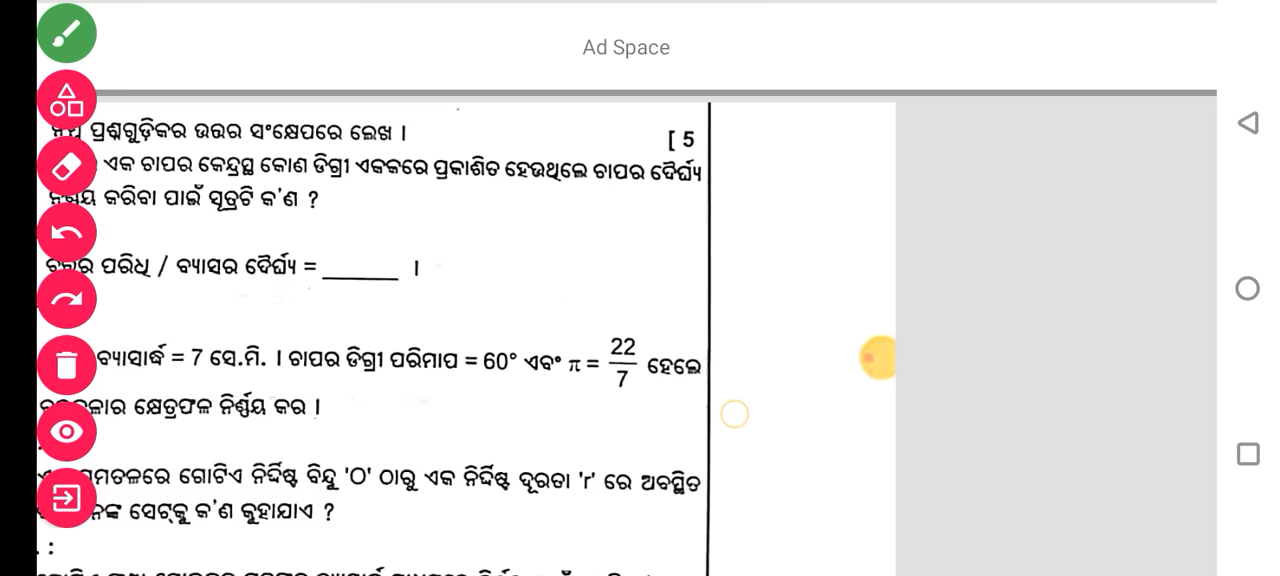 Ad Space
ପ୍ରଶ୍ନଗୁଡ଼ିକର ଉତ୍ତର ସଂକ୍ଷେପରେ ଲେଖ ।
[ 5
ଏକ ଚାପର କେନ୍ଦ୍ରସ୍ଥ କୋଣ ଡିଗ୍ରୀ ଏକକରେ ପ୍ରକାଶିତ ହେଉଥିଲେ ଚାପର ଦୈର୍ଘ୍ୟ
କରିବା ପାଇଁ ସୂତ୍ରଟି କ'ଣ ?
ପରିଧି / ବ୍ୟାସର ଦୈର୍ଘ୍ୟ = ______ ।
ବ୍ୟାସାର୍ଦ୍ଧ = 7 ସେ.ମି. । ଚାପର ଡିଗ୍ରୀ ପରିମାପ = 60° ଏବଂ π = 22/7 ହେଲେ
କ୍ଷେତ୍ରଫଳ ନିର୍ଣ୍ଣୟ କର ।
ଗୋଟିଏ ନିର୍ଦ୍ଦିଷ୍ଟ ବିନ୍ଦୁ 'O' ଠାରୁ ଏକ ନିର୍ଦ୍ଦିଷ୍ଟ ଦୂରତା 'r' ରେ ଅବସ୍ଥିତ
ସେଟ୍‌କୁ କ'ଣ କୁହାଯାଏ ?